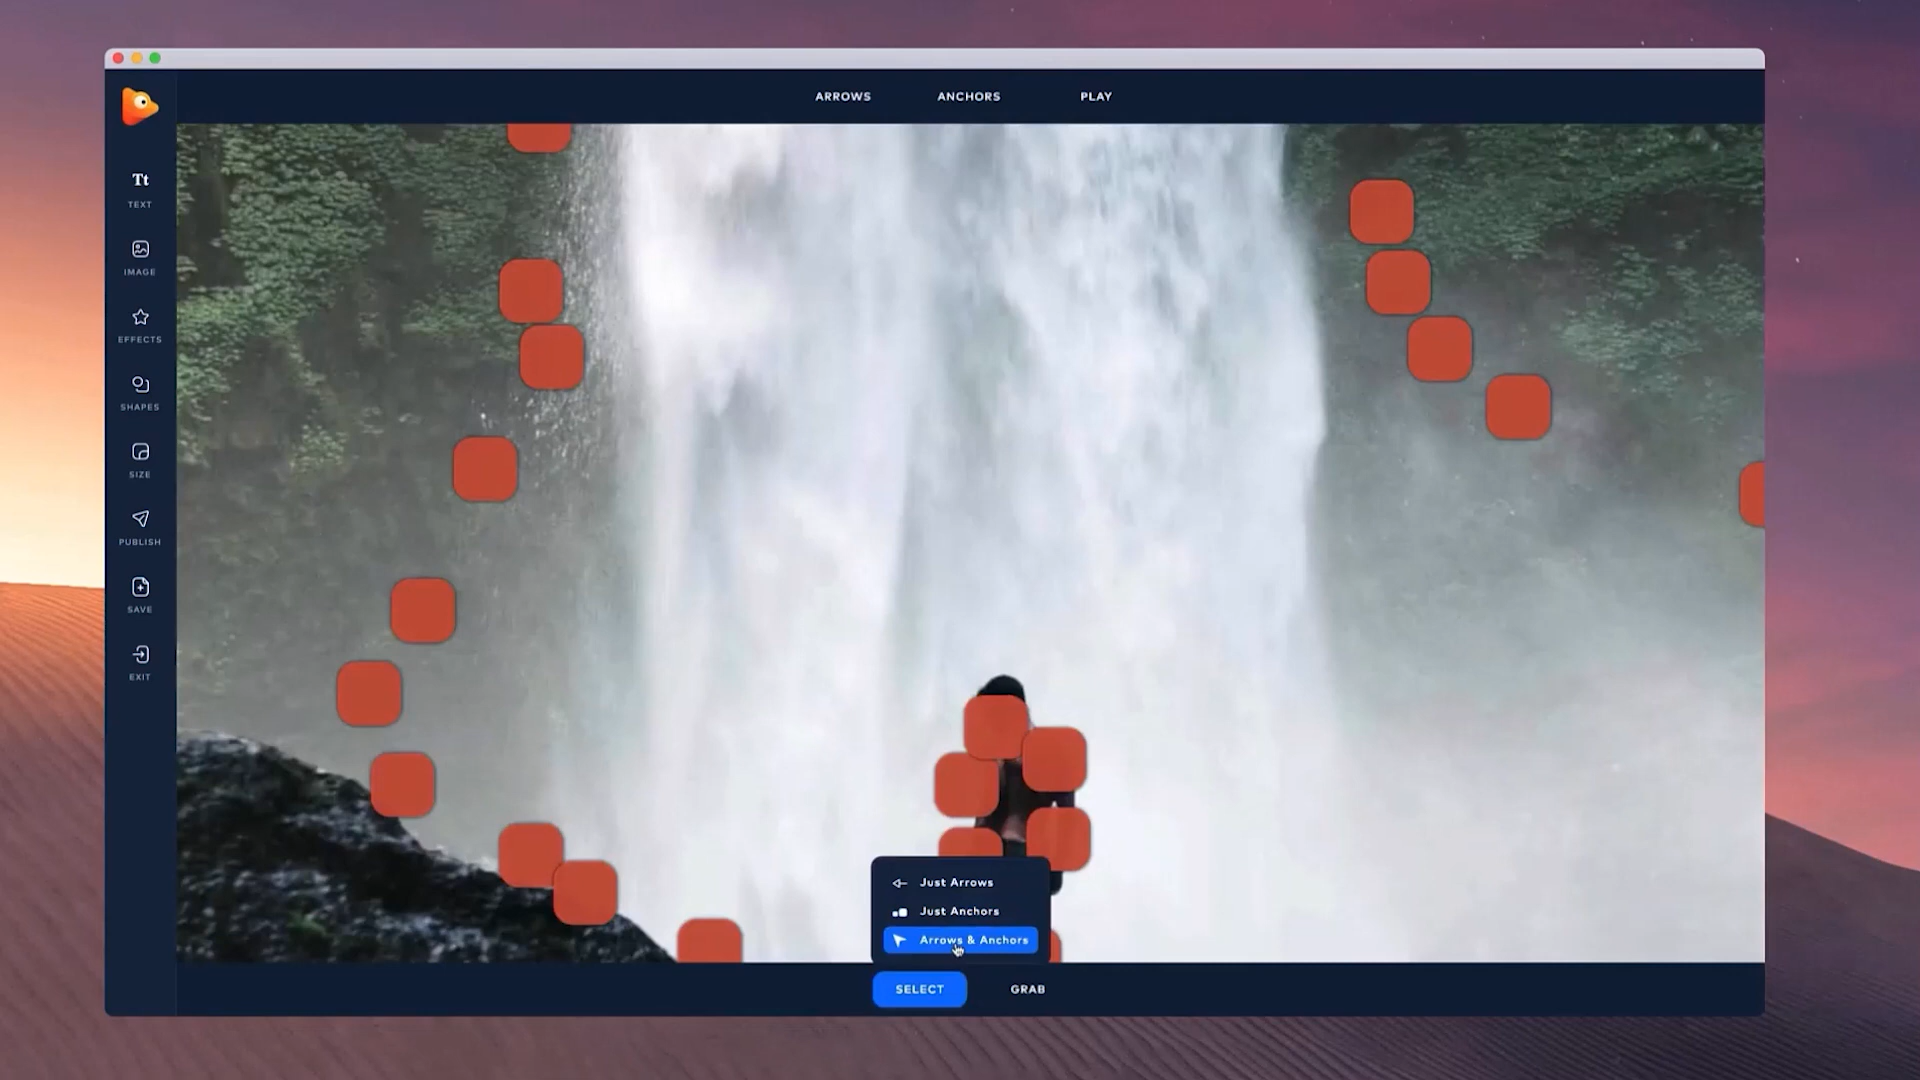 ARROWS
ANCHORS
PLAY
Tt
TEXT
IMAGE
EFFECTS
SHAPES
SIZE
PUBLISH
SAVE
EXIT
Just Arrows
Just Anchors
Arrows & Anchors
SELECT
GRAB